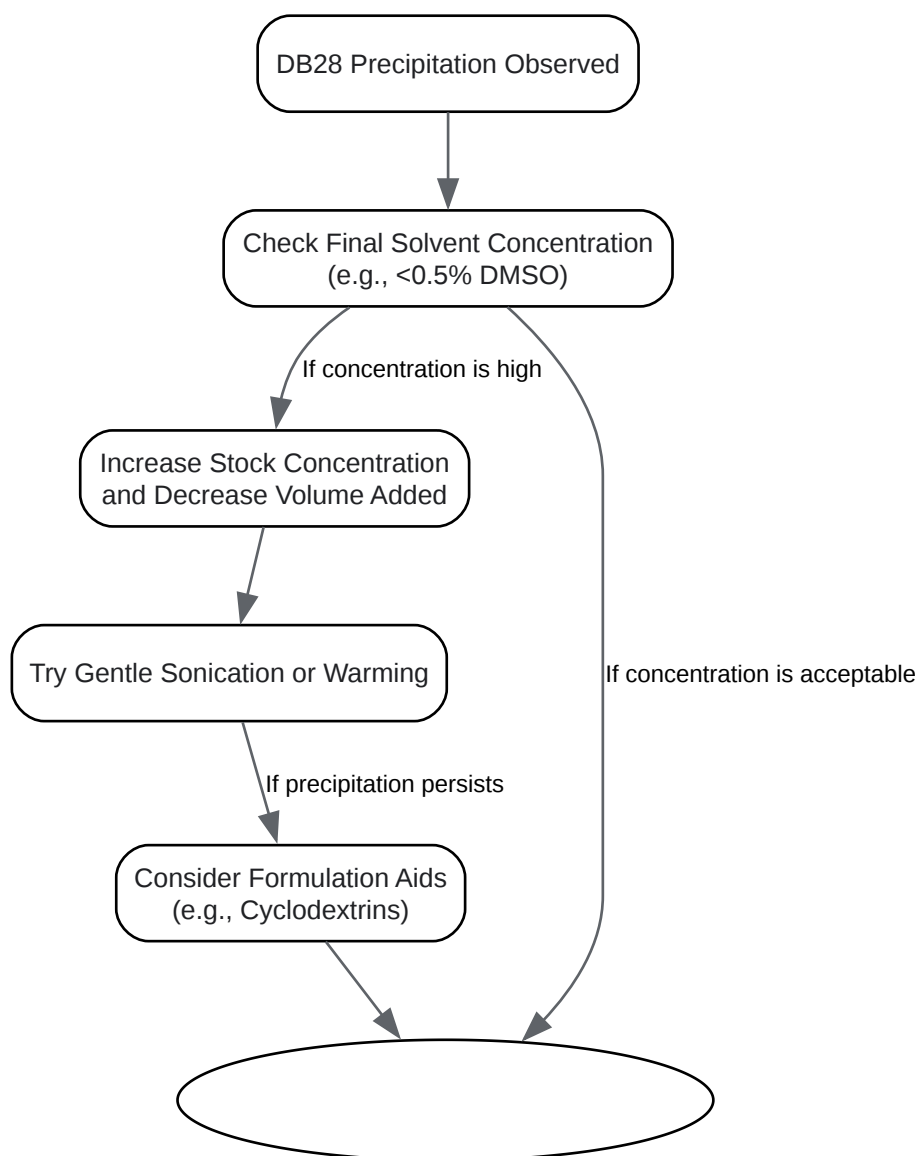 DB28 Precipitation Observed
Check Final Solvent Concentration
(e.g., <0.5% DMSO)
If concentration is high
Increase Stock Concentration
and Decrease Volume Added
Try Gentle Sonication or Warming
If concentration is acceptable
If precipitation persists
Consider Formulation Aids
(e.g., Cyclodextrins)